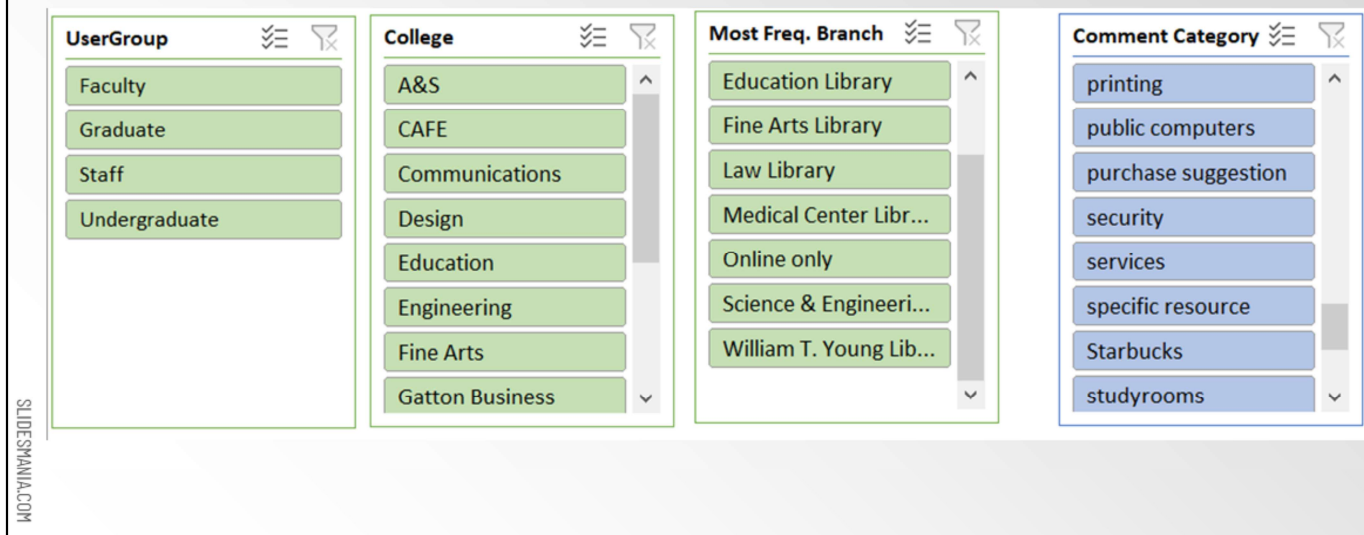 UserGroup
Faculty
Graduate
Staff
Undergraduate
College
A&S
CAFE
Communications
Design
Education
Engineering
Fine Arts
Gatton Business
Most Freq. Branch
Education Library
Fine Arts Library
Law Library
Medical Center Libr...
Online only
Science & Engineeri...
William T. Young Lib...
Comment Category
printing
public computers
purchase suggestion
security
services
specific resource
Starbucks
studyrooms
SLIDESMANIA.COM